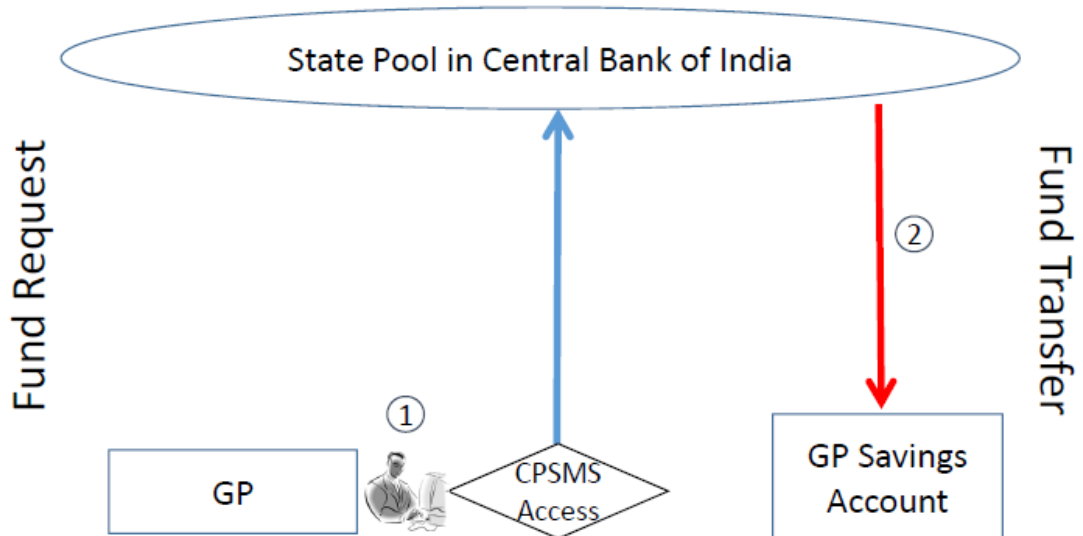 State Pool in Central Bank of India
Fund Request
Fund Transfer
②
①
GP
CPSMS
Access
GP Savings
Account